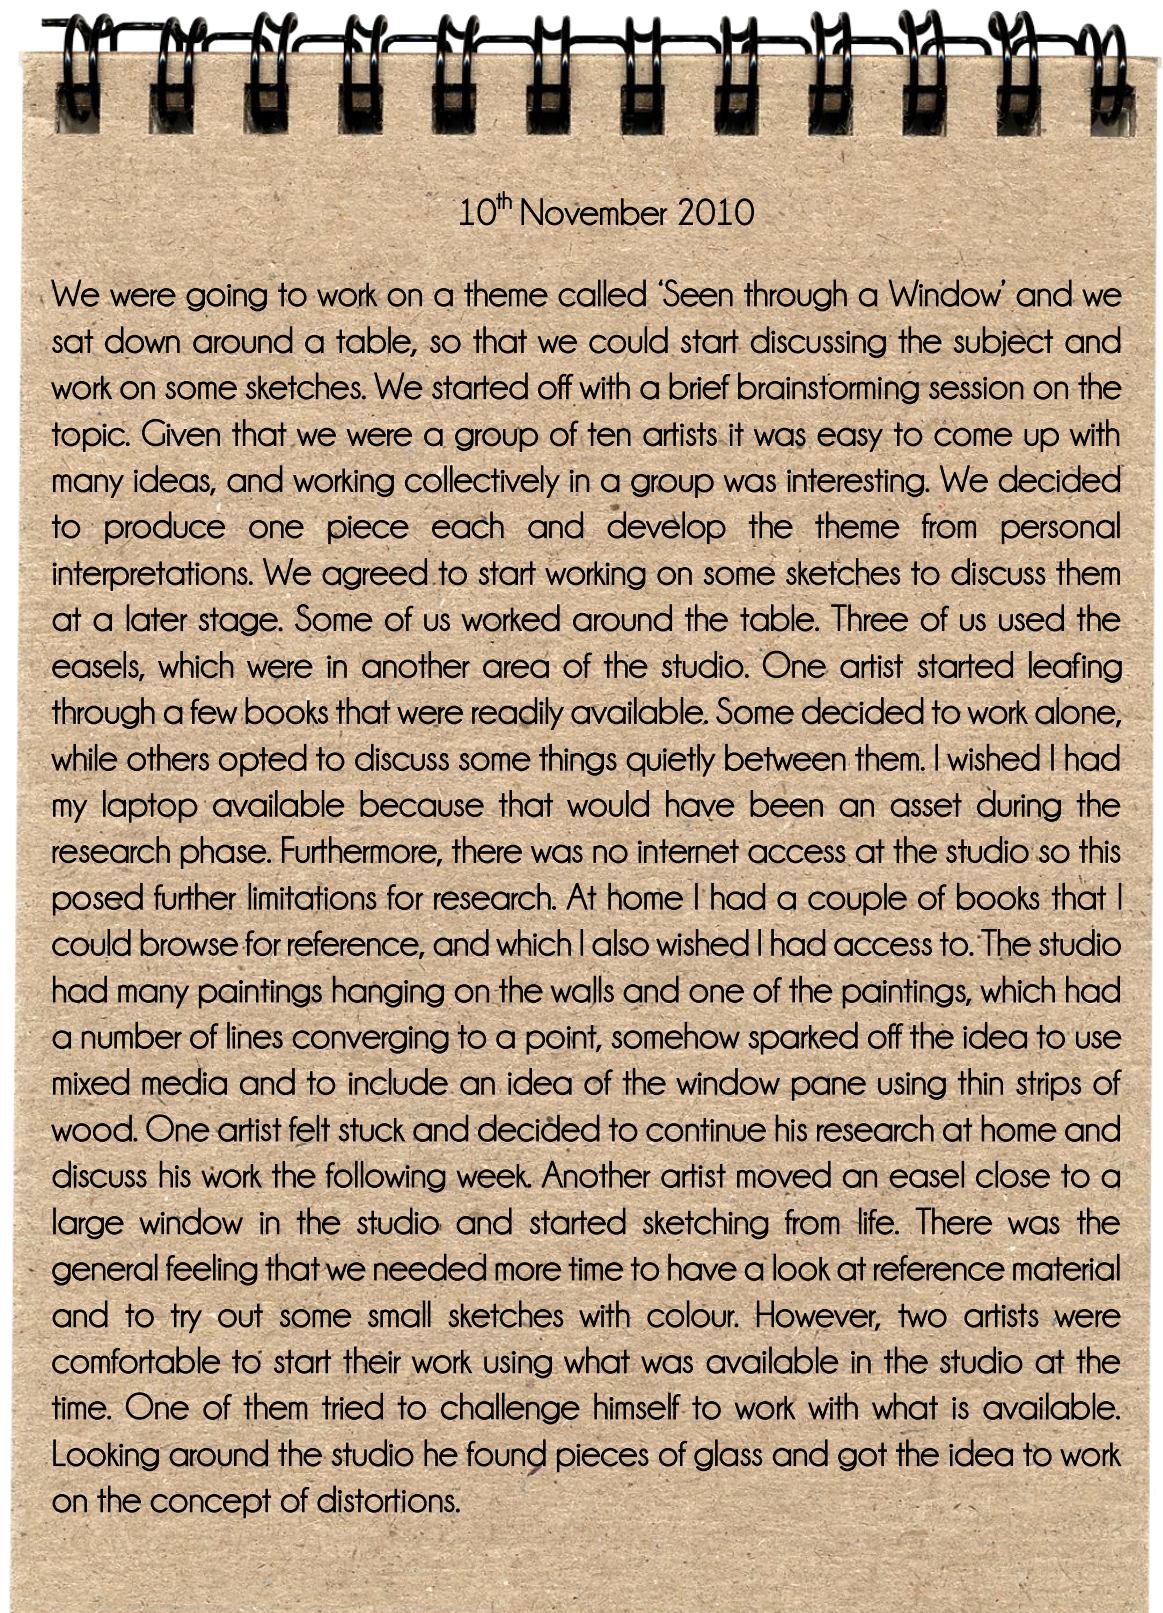 10th November 2010
We were going to work on a theme called ‘Seen through a Window’ and we
sat down around a table, so that we could start discussing the subject and
work on some sketches. We started off with a brief brainstorming session on the
topic. Given that we were a group of ten artists it was easy to come up with
many ideas, and working collectively in a group was interesting. We decided
to produce one piece each and develop the theme from personal
interpretations. We agreed to start working on some sketches to discuss them
at a later stage. Some of us worked around the table. Three of us used the
easels, which were in another area of the studio. One artist started leafing
through a few books that were readily available. Some decided to work alone,
while others opted to discuss some things quietly between them. I wished I had
my laptop available because that would have been an asset during the
research phase. Furthermore, there was no internet access at the studio so this
posed further limitations for research. At home I had a couple of books that I
could browse for reference, and which I also wished I had access to. The studio
had many paintings hanging on the walls and one of the paintings, which had
a number of lines converging to a point, somehow sparked off the idea to use
mixed media and to include an idea of the window pane using thin strips of
wood. One artist felt stuck and decided to continue his research at home and
discuss his work the following week. Another artist moved an easel close to a
large window in the studio and started sketching from life. There was the
general feeling that we needed more time to have a look at reference material
and to try out some small sketches with colour. However, two artists were
comfortable to start their work using what was available in the studio at the
time. One of them tried to challenge himself to work with what is available.
Looking around the studio he found pieces of glass and got the idea to work
on the concept of distortions.